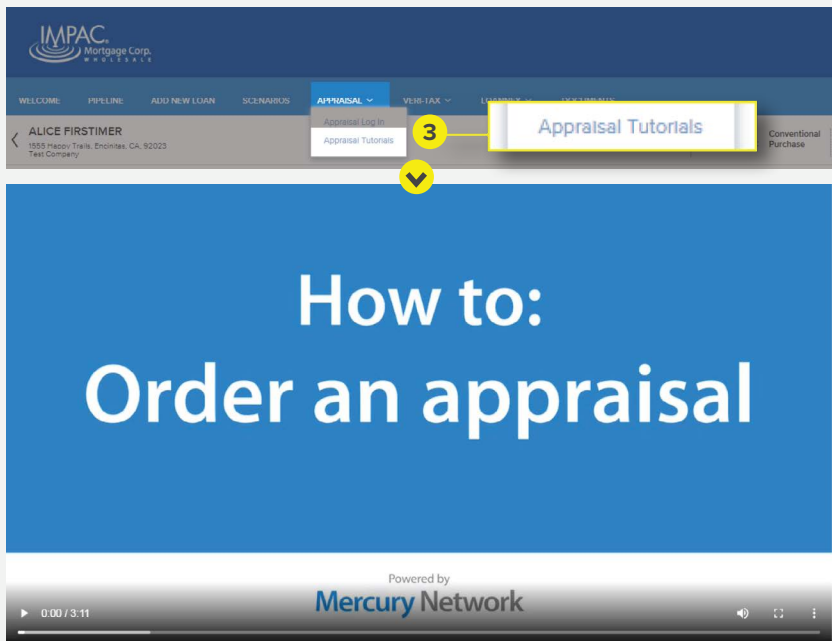 IMPAC
Mortgage Corp.
WHOLESALE
WELCOME PIPELINE ADD NEW LOAN SCENARIOS APPRAISAL VERI-TAX LOANNEX DOCUMENTS
Appraisal Log In
Appraisal Tutorials
3
Appraisal Tutorials
ALICE FIRSTIMER
1555 Happy Trails, Encinitas, CA, 92023
Test Company
Conventional
Purchase
How to:
Order an appraisal
Powered by
Mercury Network
0:00 / 3:11